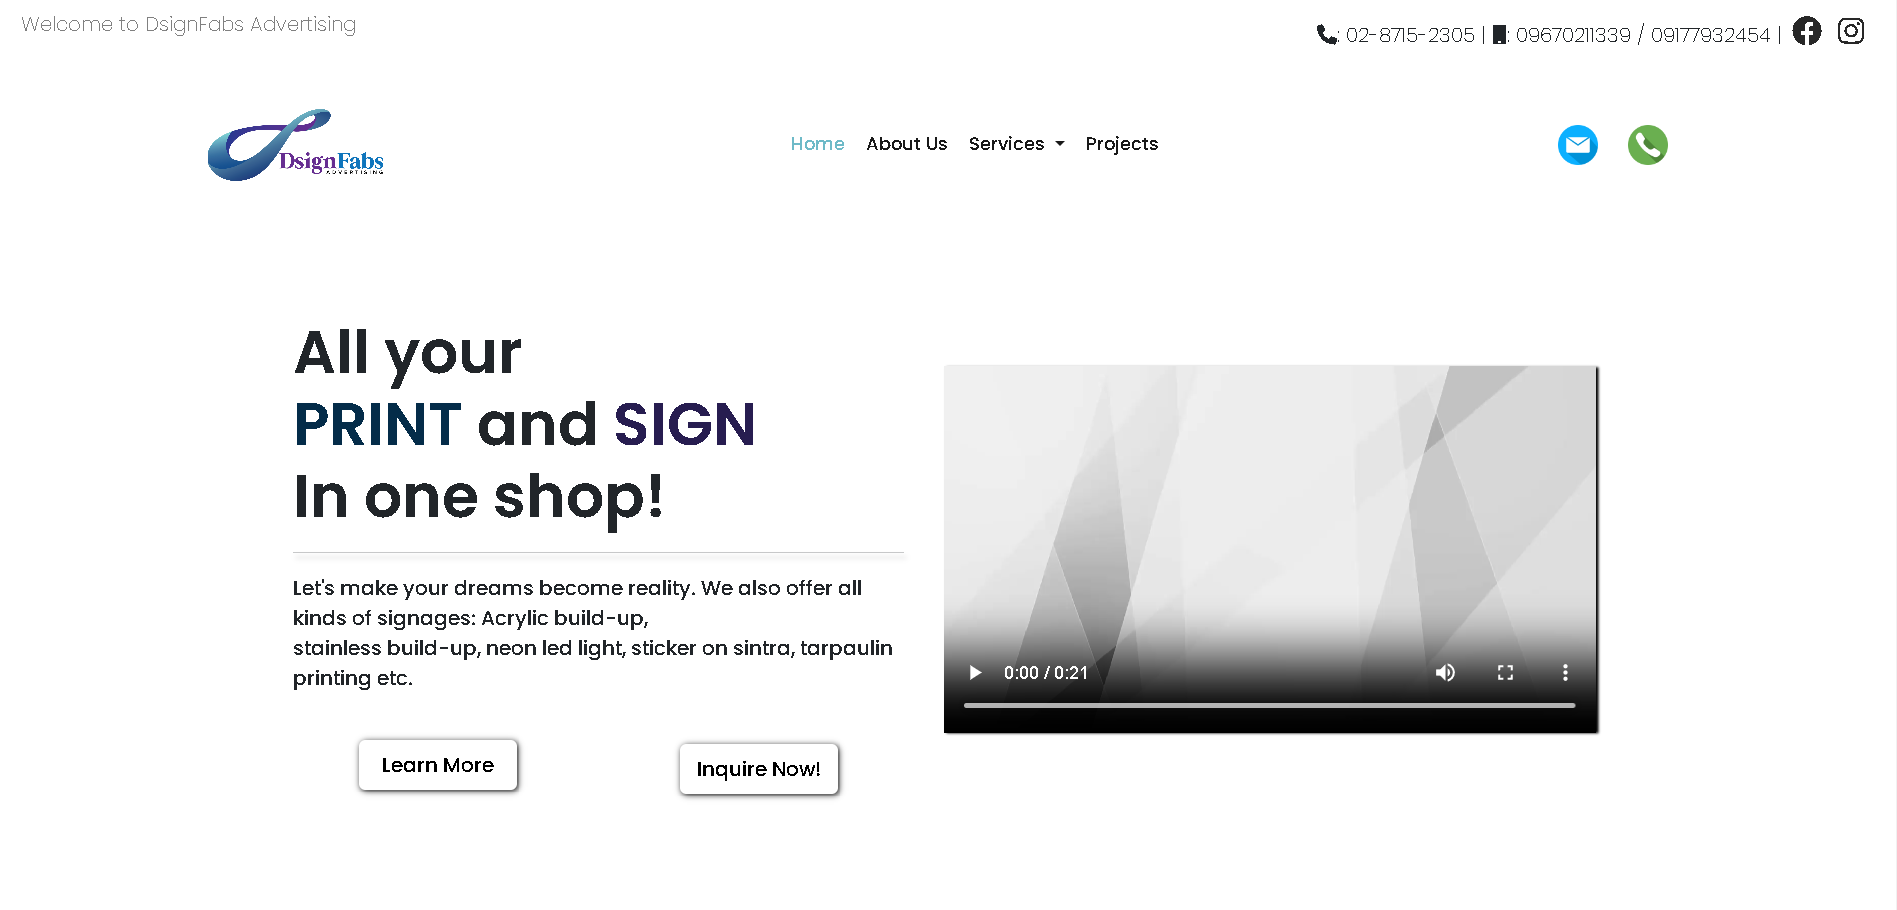 Welcome to DsignFabs Advertising
: 02-8715-2305 | : 09670211339 / 09177932454 |
DsignFabs
ADVERTISING
Home About Us Services Projects
All your
PRINT and SIGN
In one shop!
Let's make your dreams become reality. We also offer all
kinds of signages: Acrylic build-up,
stainless build-up, neon led light, sticker on sintra, tarpaulin
printing etc.
0:00 / 0:21
Learn More
Inquire Now!